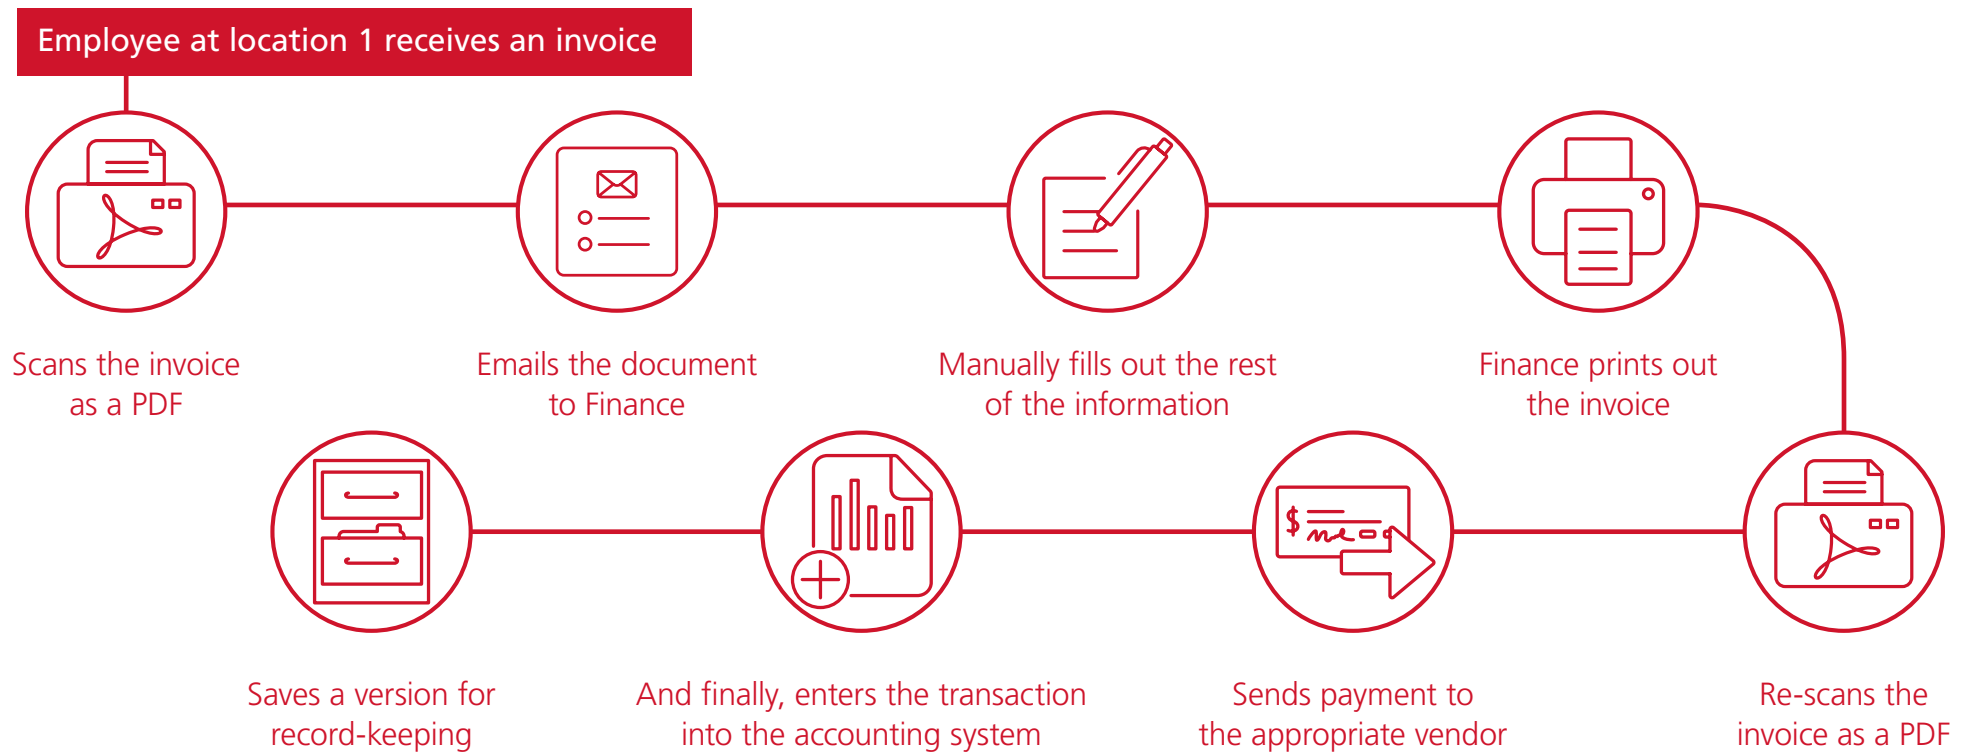 Employee at location 1 receives an invoice
Scans the invoice
as a PDF
Emails the document
to Finance
Manually fills out the rest
of the information
Finance prints out
the invoice
$
Re-scans the
invoice as a PDF
Sends payment to
the appropriate vendor
And finally, enters the transaction
into the accounting system
Saves a version for
record-keeping